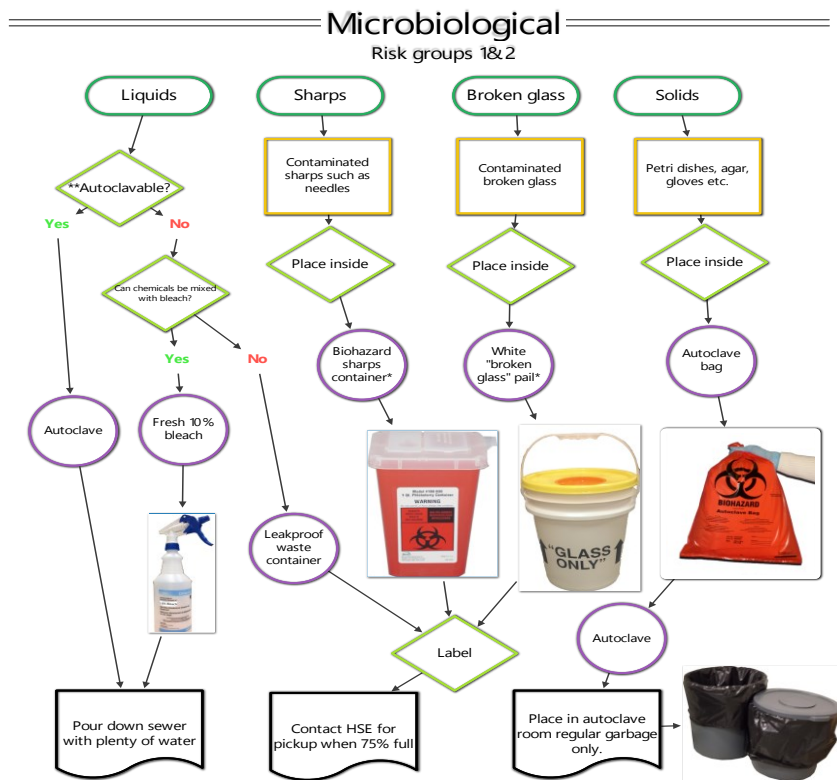 Microbiological
Risk groups 1&2
Liquids
Sharps
Broken glass
Solids
**Autoclavable?
Contaminated
sharps such as
needles
Contaminated
broken glass
Petri dishes, agar,
gloves etc.
Yes
No
Place inside
Place inside
Place inside
Can chemicals be mixed
with bleach?
Yes
No
Biohazard
sharps
container*
White
"broken
glass" pail*
Autoclave
bag
Autoclave
Fresh 10%
bleach
WARNING
BIOHAZARD
Autoclave Bag
"GLASS
ONLY"
Leakproof
waste
container
Label
Autoclave
Pour down sewer
with plenty of water
Contact HSE for
pickup when 75% full
Place in autoclave
room regular garbage
only.